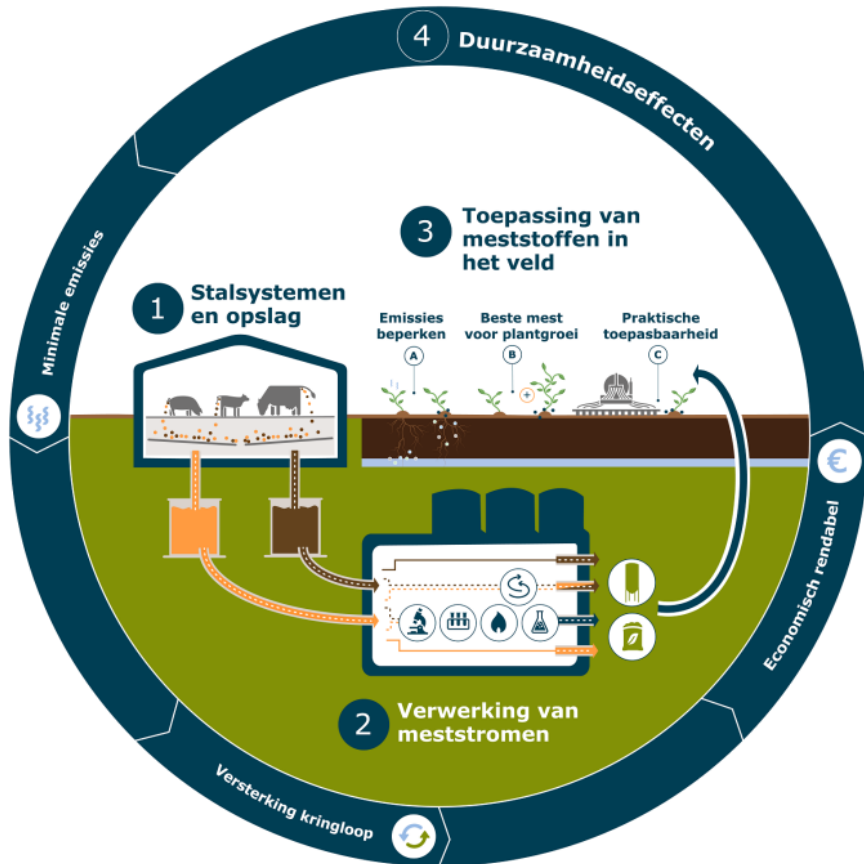 4 Duurzaamheidseffecten
Minimale emissies
3 Toepassing van
meststoffen in
het veld
1 Stalsystemen
en opslag
Emissies
beperken
A
Beste mest
voor plantgroei
B
Praktische
toepasbaarheid
C
+
€
Economisch rendabel
2 Verwerking van
meststromen
Versterking kringloop